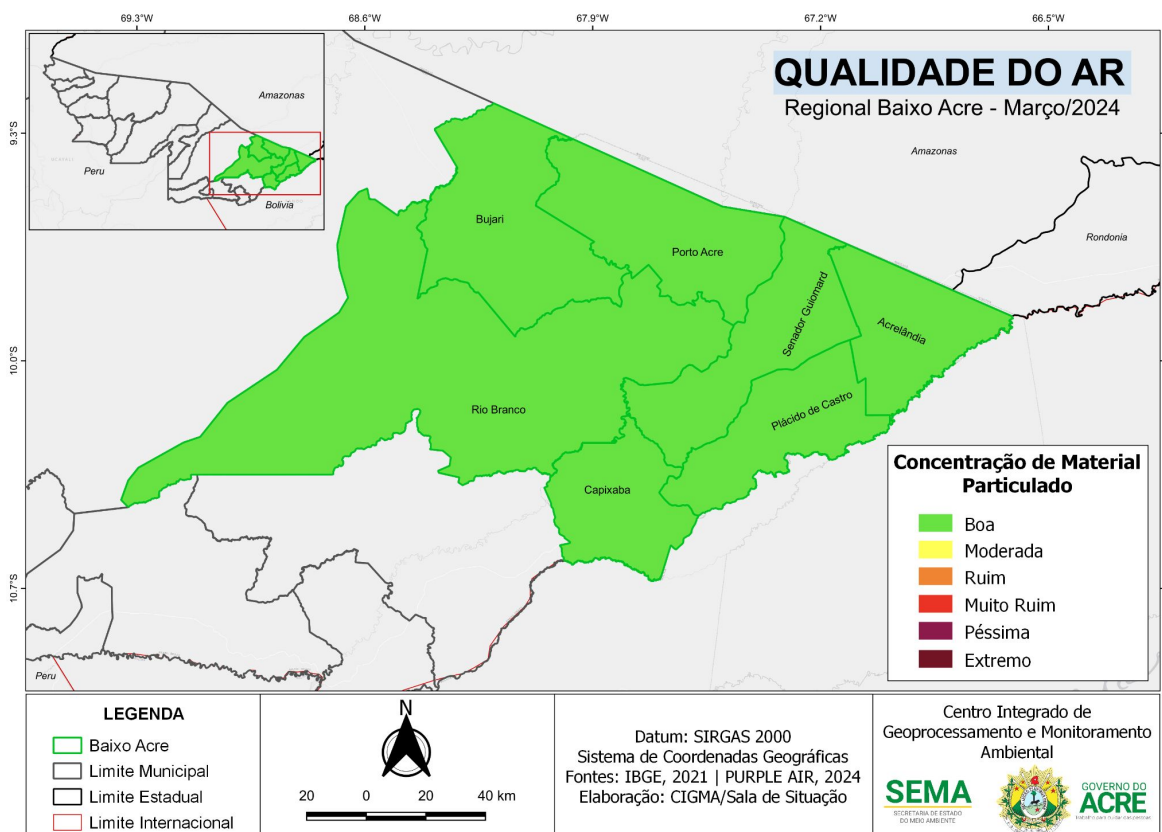 69.3°W
68.6°W
67.9°W
67.2°W
66.5°W
9.3°S
10.0°S
10.7°S
QUALIDADE DO AR
Regional Baixo Acre - Março/2024
Amazonas
Peru
Bolivia
Amazonas
Rondonia
Bujari
Porto Acre
Senador Guiomard
Acrelândia
Rio Branco
Plácido de Castro
Capixaba
Peru
Concentração de Material
Particulado
Boa
Moderada
Ruim
Muito Ruim
Péssima
Extremo
LEGENDA
Baixo Acre
Limite Municipal
Limite Estadual
Limite Internacional
N
20 0 20 40 km
Datum: SIRGAS 2000
Sistema de Coordenadas Geográficas
Fontes: IBGE, 2021 | PURPLE AIR, 2024
Elaboração: CIGMA/Sala de Situação
Centro Integrado de
Geoprocessamento e Monitoramento
Ambiental
SEMA
SECRETARIA DE ESTADO
DO MEIO AMBIENTE
GOVERNO DO
ACRE